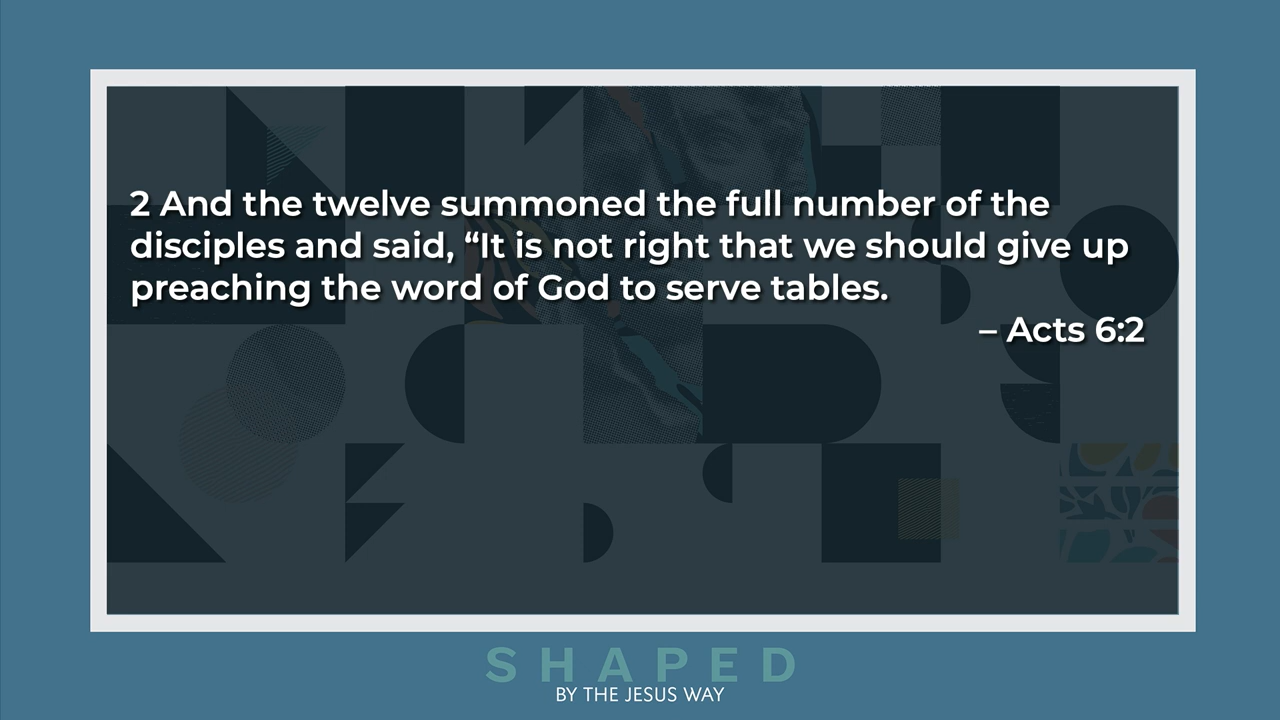 2 And the twelve summoned the full number of the
disciples and said, “It is not right that we should give up
preaching the word of God to serve tables.
– Acts 6:2
SHAPED
BY THE JESUS WAY